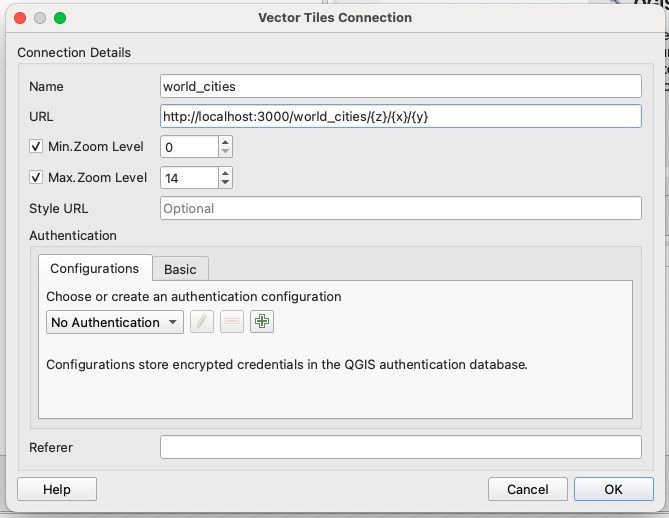 Vector Tiles Connection
Connection Details
Name world_cities
URL http://localhost:3000/world_cities/{z}/{x}/{y}
Min.Zoom Level 0
Max.Zoom Level 14
Style URL Optional
Authentication
Configurations Basic
Choose or create an authentication configuration
No Authentication
Configurations store encrypted credentials in the QGIS authentication database.
Referer
Help Cancel OK